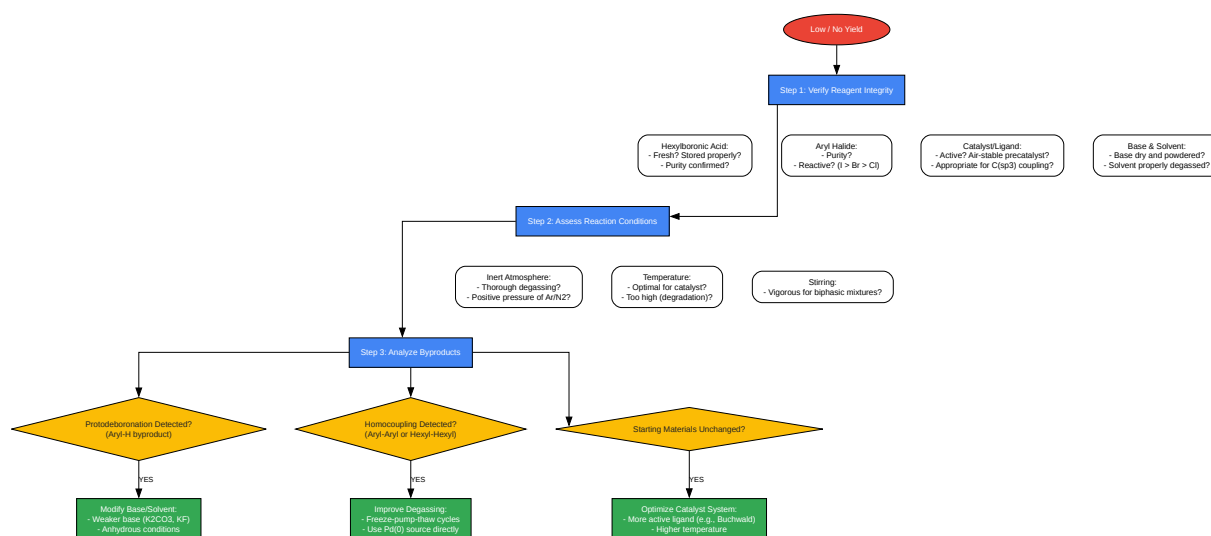 Low / No Yield
Step 1: Verify Reagent Integrity
Hexylboronic Acid:
- Fresh? Stored properly?
- Purity confirmed?
Aryl Halide:
- Purity?
- Reactive? (I > Br > Cl)
Catalyst/Ligand:
- Active? Air-stable precatalyst?
- Appropriate for C(sp3) coupling?
Base & Solvent:
- Base dry and powdered?
- Solvent properly degassed?
Step 2: Assess Reaction Conditions
Inert Atmosphere:
- Thorough degassing?
- Positive pressure of Ar/N2?
Temperature:
- Optimal for catalyst?
- Too high (degradation)?
Stirring:
- Vigorous for biphasic mixtures?
Step 3: Analyze Byproducts
Protodeboronation Detected?
(Aryl-H byproduct)
Homocoupling Detected?
(Aryl-Aryl or Hexyl-Hexyl)
Starting Materials Unchanged?
YES
YES
YES
Modify Base/Solvent:
- Weaker base (K2CO3, KF)
- Anhydrous conditions
Improve Degassing:
- Freeze-pump-thaw cycles
- Use Pd(0) source directly
Optimize Catalyst System:
- More active ligand (e.g., Buchwald)
- Higher temperature